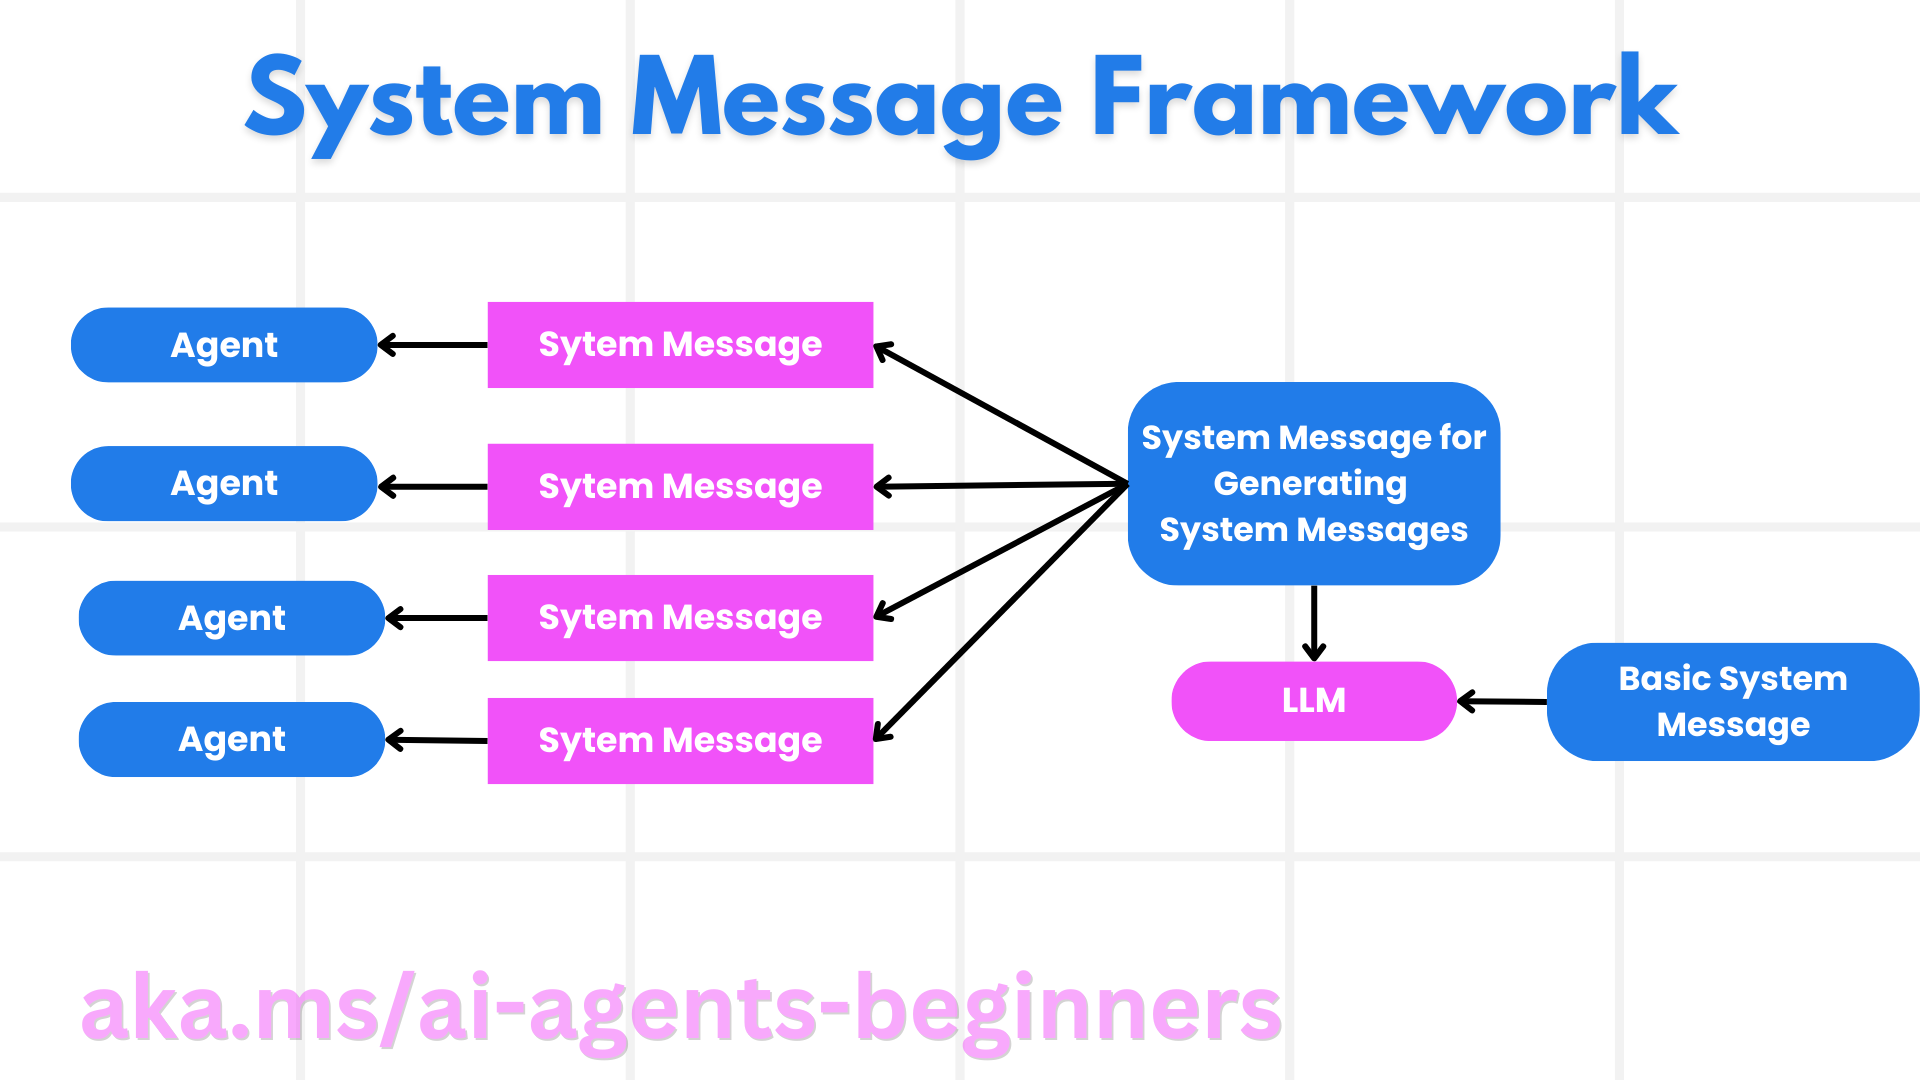 System Message Framework
Agent
Sytem Message
Agent
Sytem Message
Agent
Sytem Message
Agent
Sytem Message
System Message for
Generating
System Messages
LLM
Basic System
Message
aka.ms/ai-agents-beginners